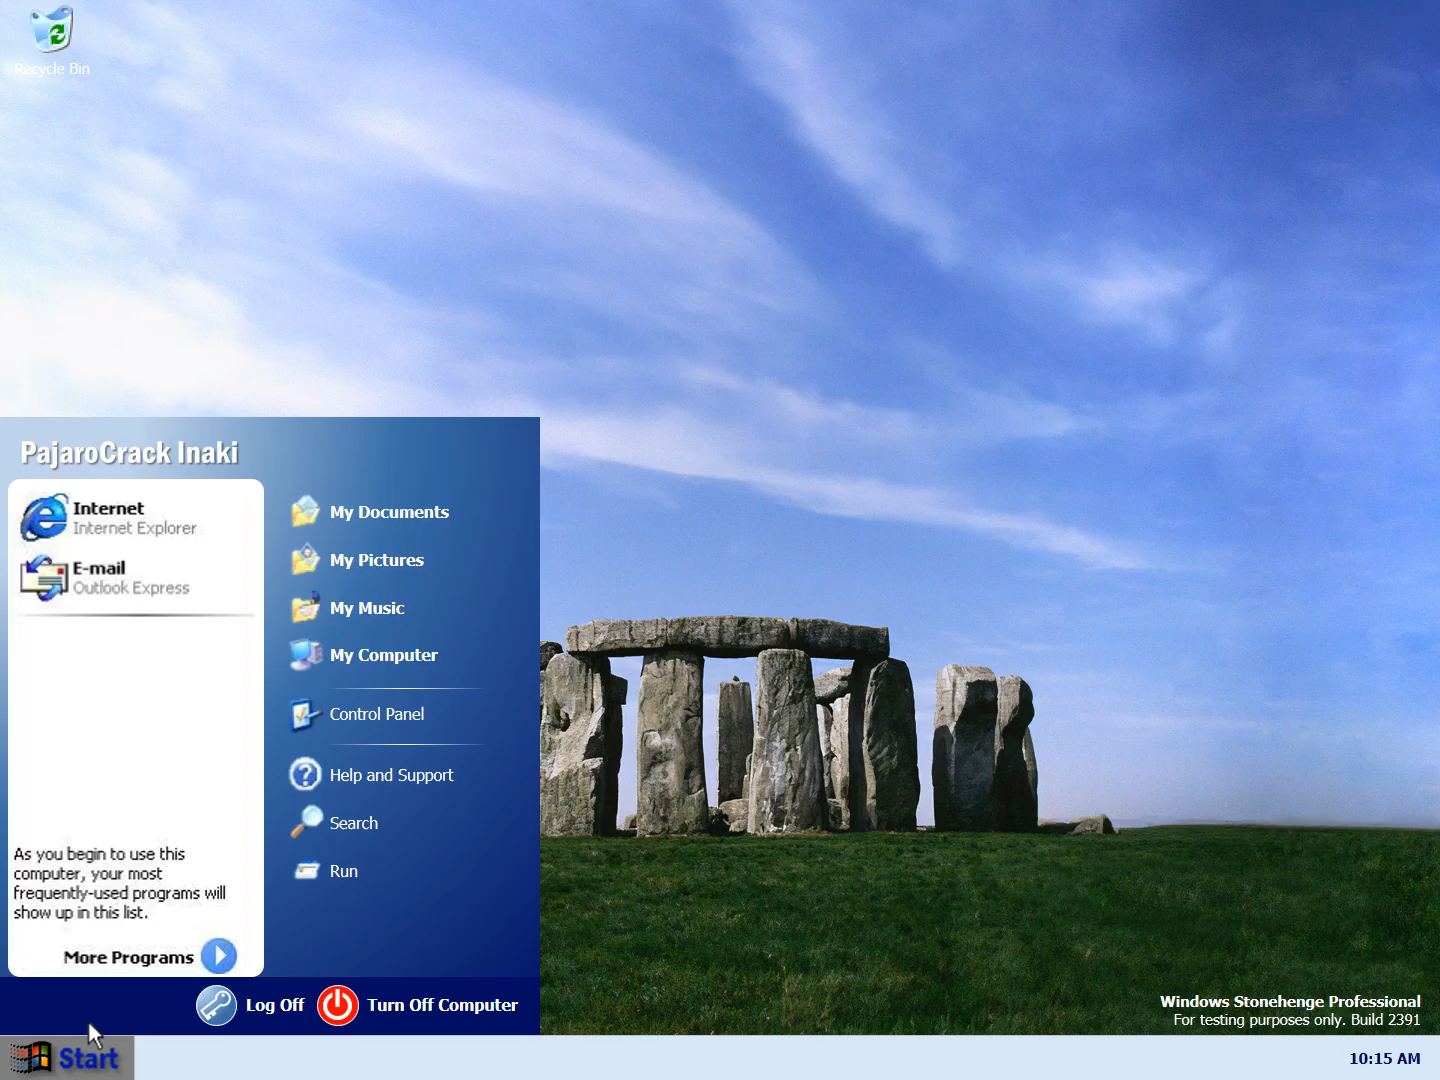 Recycle Bin
PajaroCrack Inaki
Internet
Internet Explorer
E-mail
Outlook Express
As you begin to use this
computer, your most
frequently-used programs will
show up in this list.
More Programs
My Documents
My Pictures
My Music
My Computer
Control Panel
Help and Support
Search
Run
Log Off
Turn Off Computer
Windows Stonehenge Professional
For testing purposes only. Build 2391
Start
10:15 AM